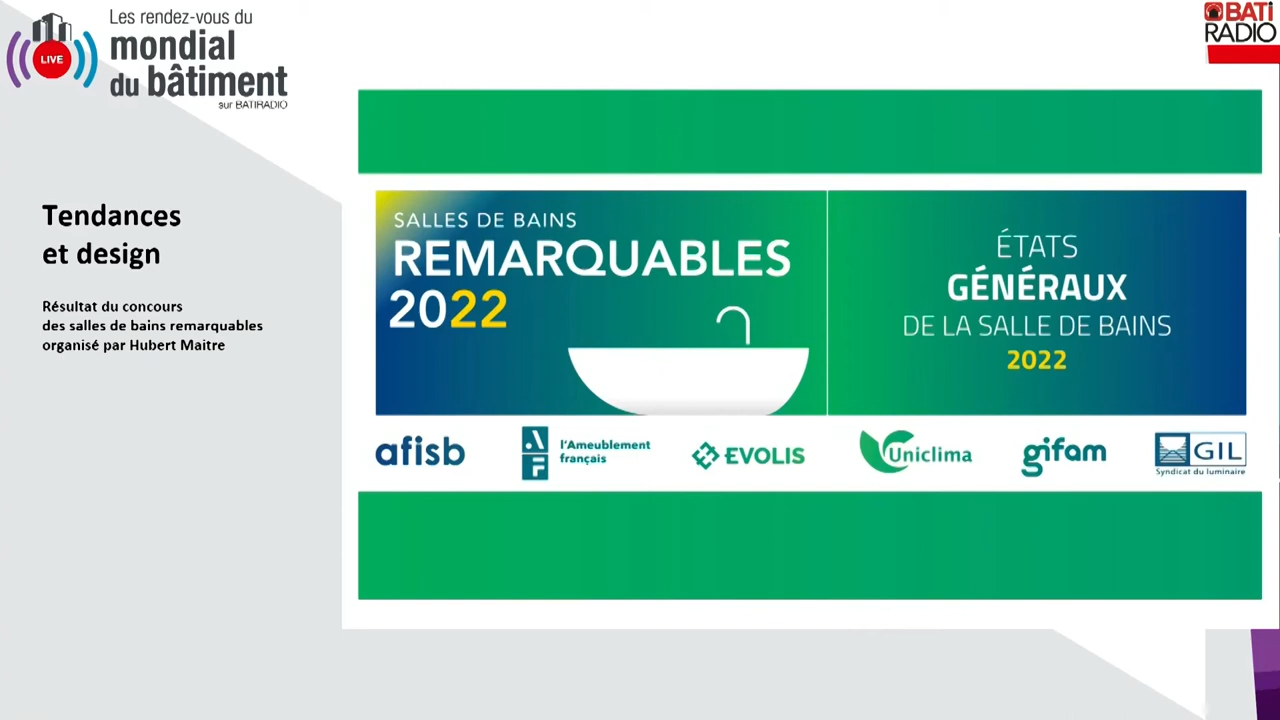 Les rendez-vous du
mondial
du bâtiment
sur BATIRADIO
LIVE
BATi
RADIO
Tendances
et design
Résultat du concours
des salles de bains remarquables
organisé par Hubert Maitre
SALLES DE BAINS
REMARQUABLES
2022
ÉTATS
GÉNÉRAUX
DE LA SALLE DE BAINS
2022
afisb
AF
l'Ameublement
français
EVOLIS
Uniclima
gifam
GIL
Syndicat du luminaire